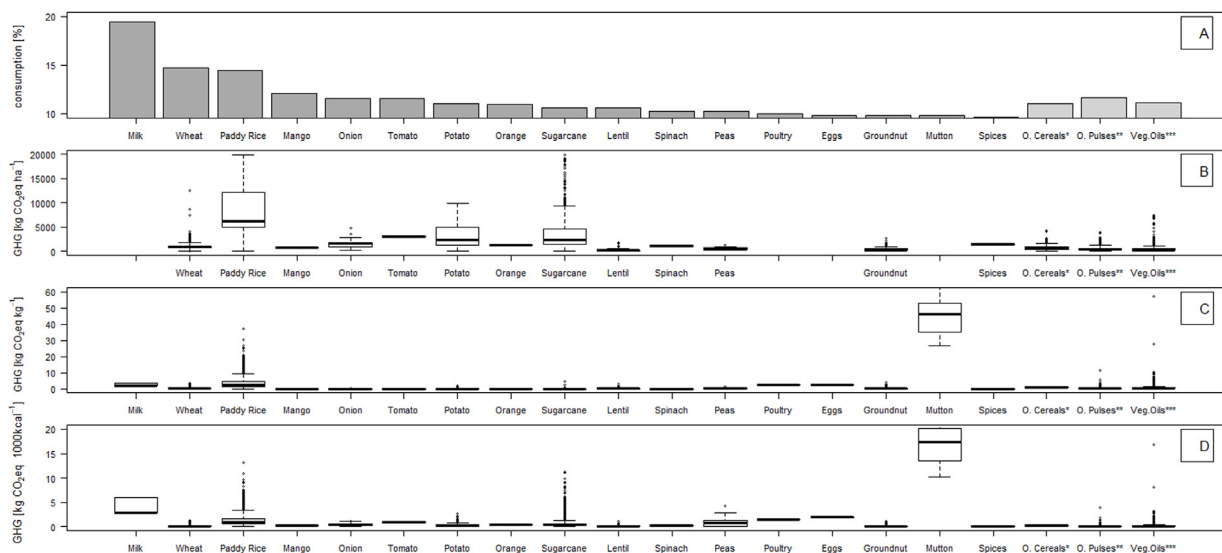 A
consumption [%]
20
15
10
Milk Wheat Paddy Rice Mango Onion Tomato Potato Orange Sugarcane Lentil Spinach Peas Poultry Eggs Groundnut Mutton Spices O. Cereals* O. Pulses** Veg.Oils***
B
GHG [kg CO₂eq ha⁻¹]
20000
15000
10000
5000
0
Wheat Paddy Rice Mango Onion Tomato Potato Orange Sugarcane Lentil Spinach Peas Groundnut Spices O. Cereals* O. Pulses** Veg.Oils***
C
GHG [kg CO₂eq kg⁻¹]
60
50
40
30
20
10
0
Milk Wheat Paddy Rice Mango Onion Tomato Potato Orange Sugarcane Lentil Spinach Peas Poultry Eggs Groundnut Mutton Spices O. Cereals* O. Pulses** Veg.Oils***
D
GHG [kg CO₂eq 1000kcal⁻¹]
20
15
10
5
0
Milk Wheat Paddy Rice Mango Onion Tomato Potato Orange Sugarcane Lentil Spinach Peas Poultry Eggs Groundnut Mutton Spices O. Cereals* O. Pulses** Veg.Oils***